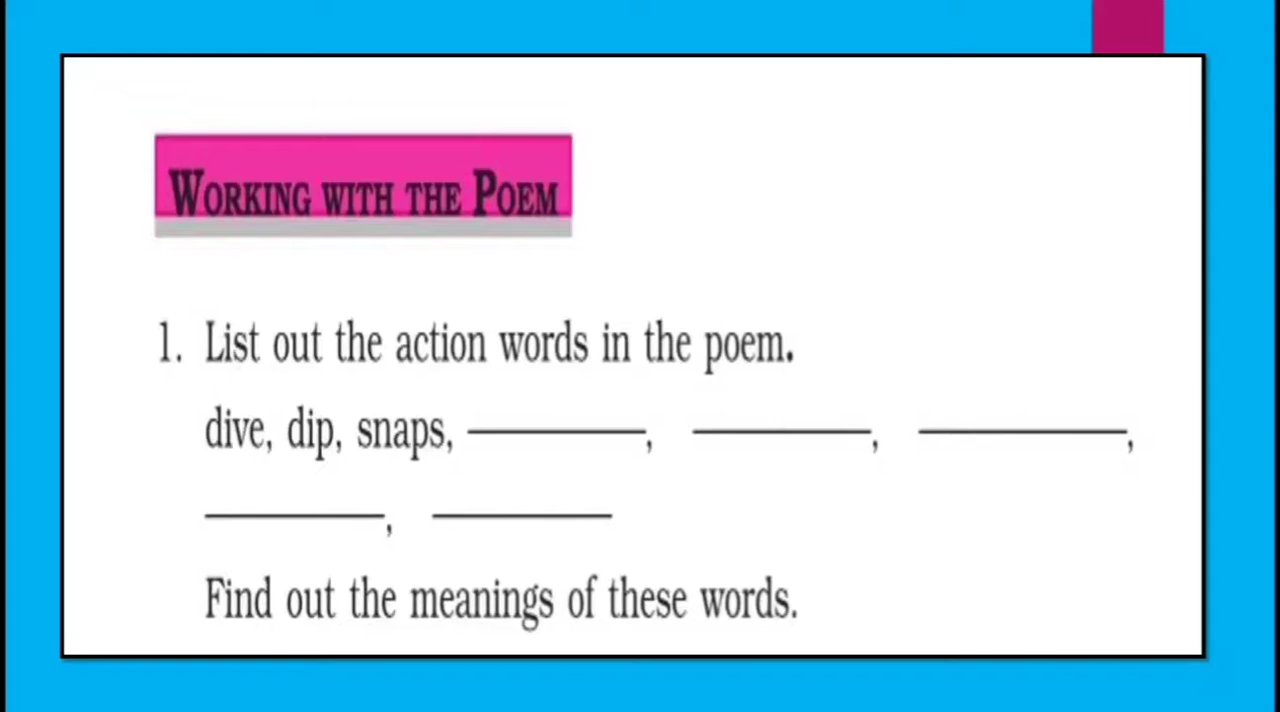 WORKING WITH THE POEM
1. List out the action words in the poem.
dive, dip, snaps, ________, ________, ________,
________, ________
Find out the meanings of these words.